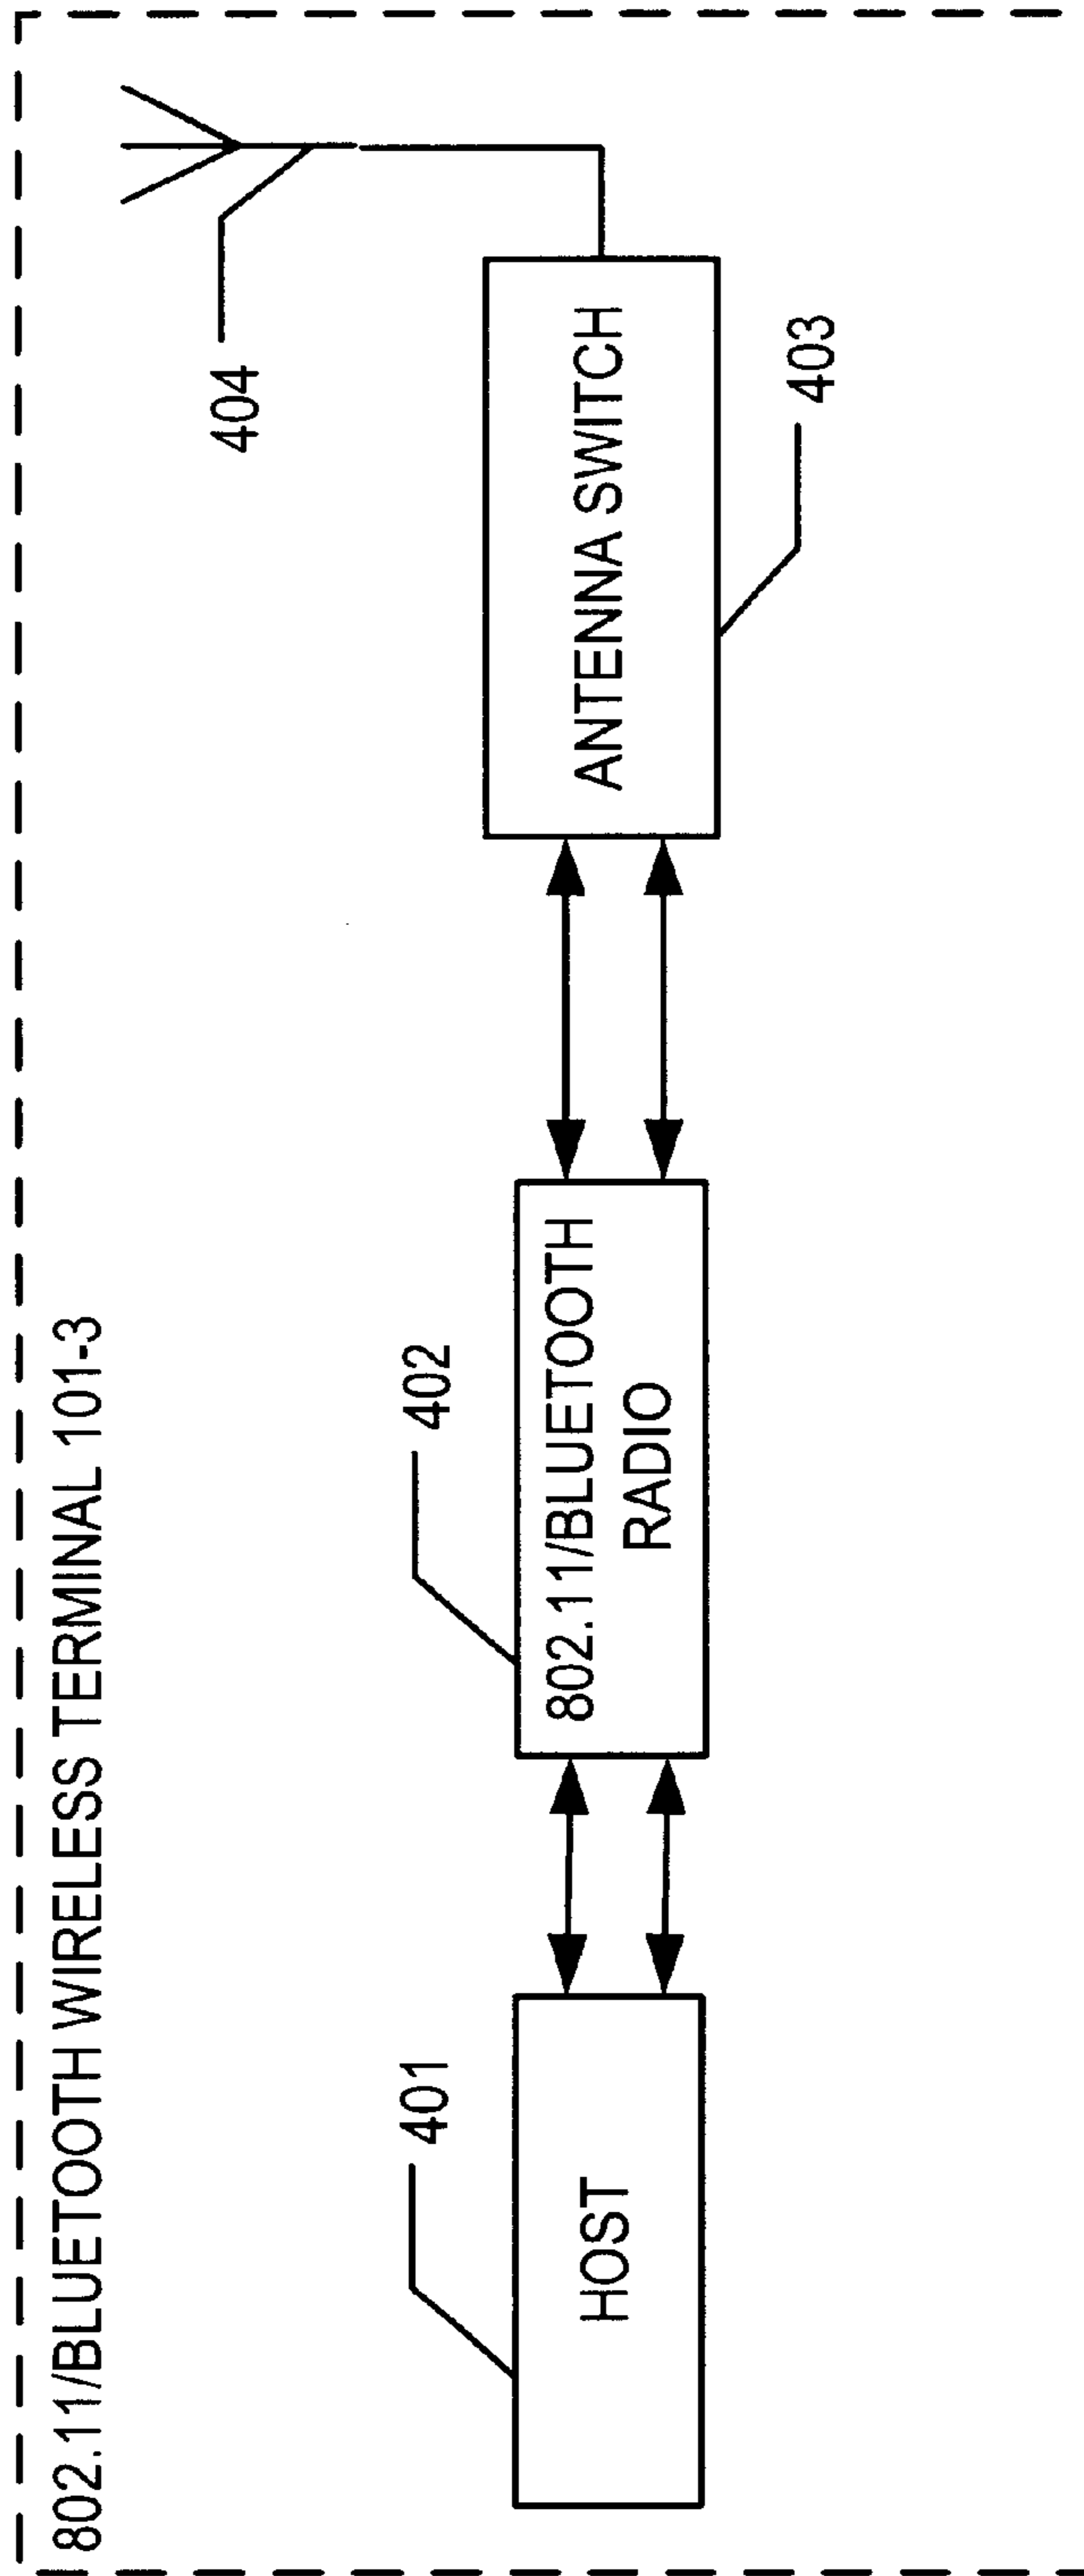 802.11/BLUETOOTH WIRELESS TERMINAL 101-3
404
401
402
HOST
802.11/BLUETOOTH
RADIO
ANTENNA SWITCH
403